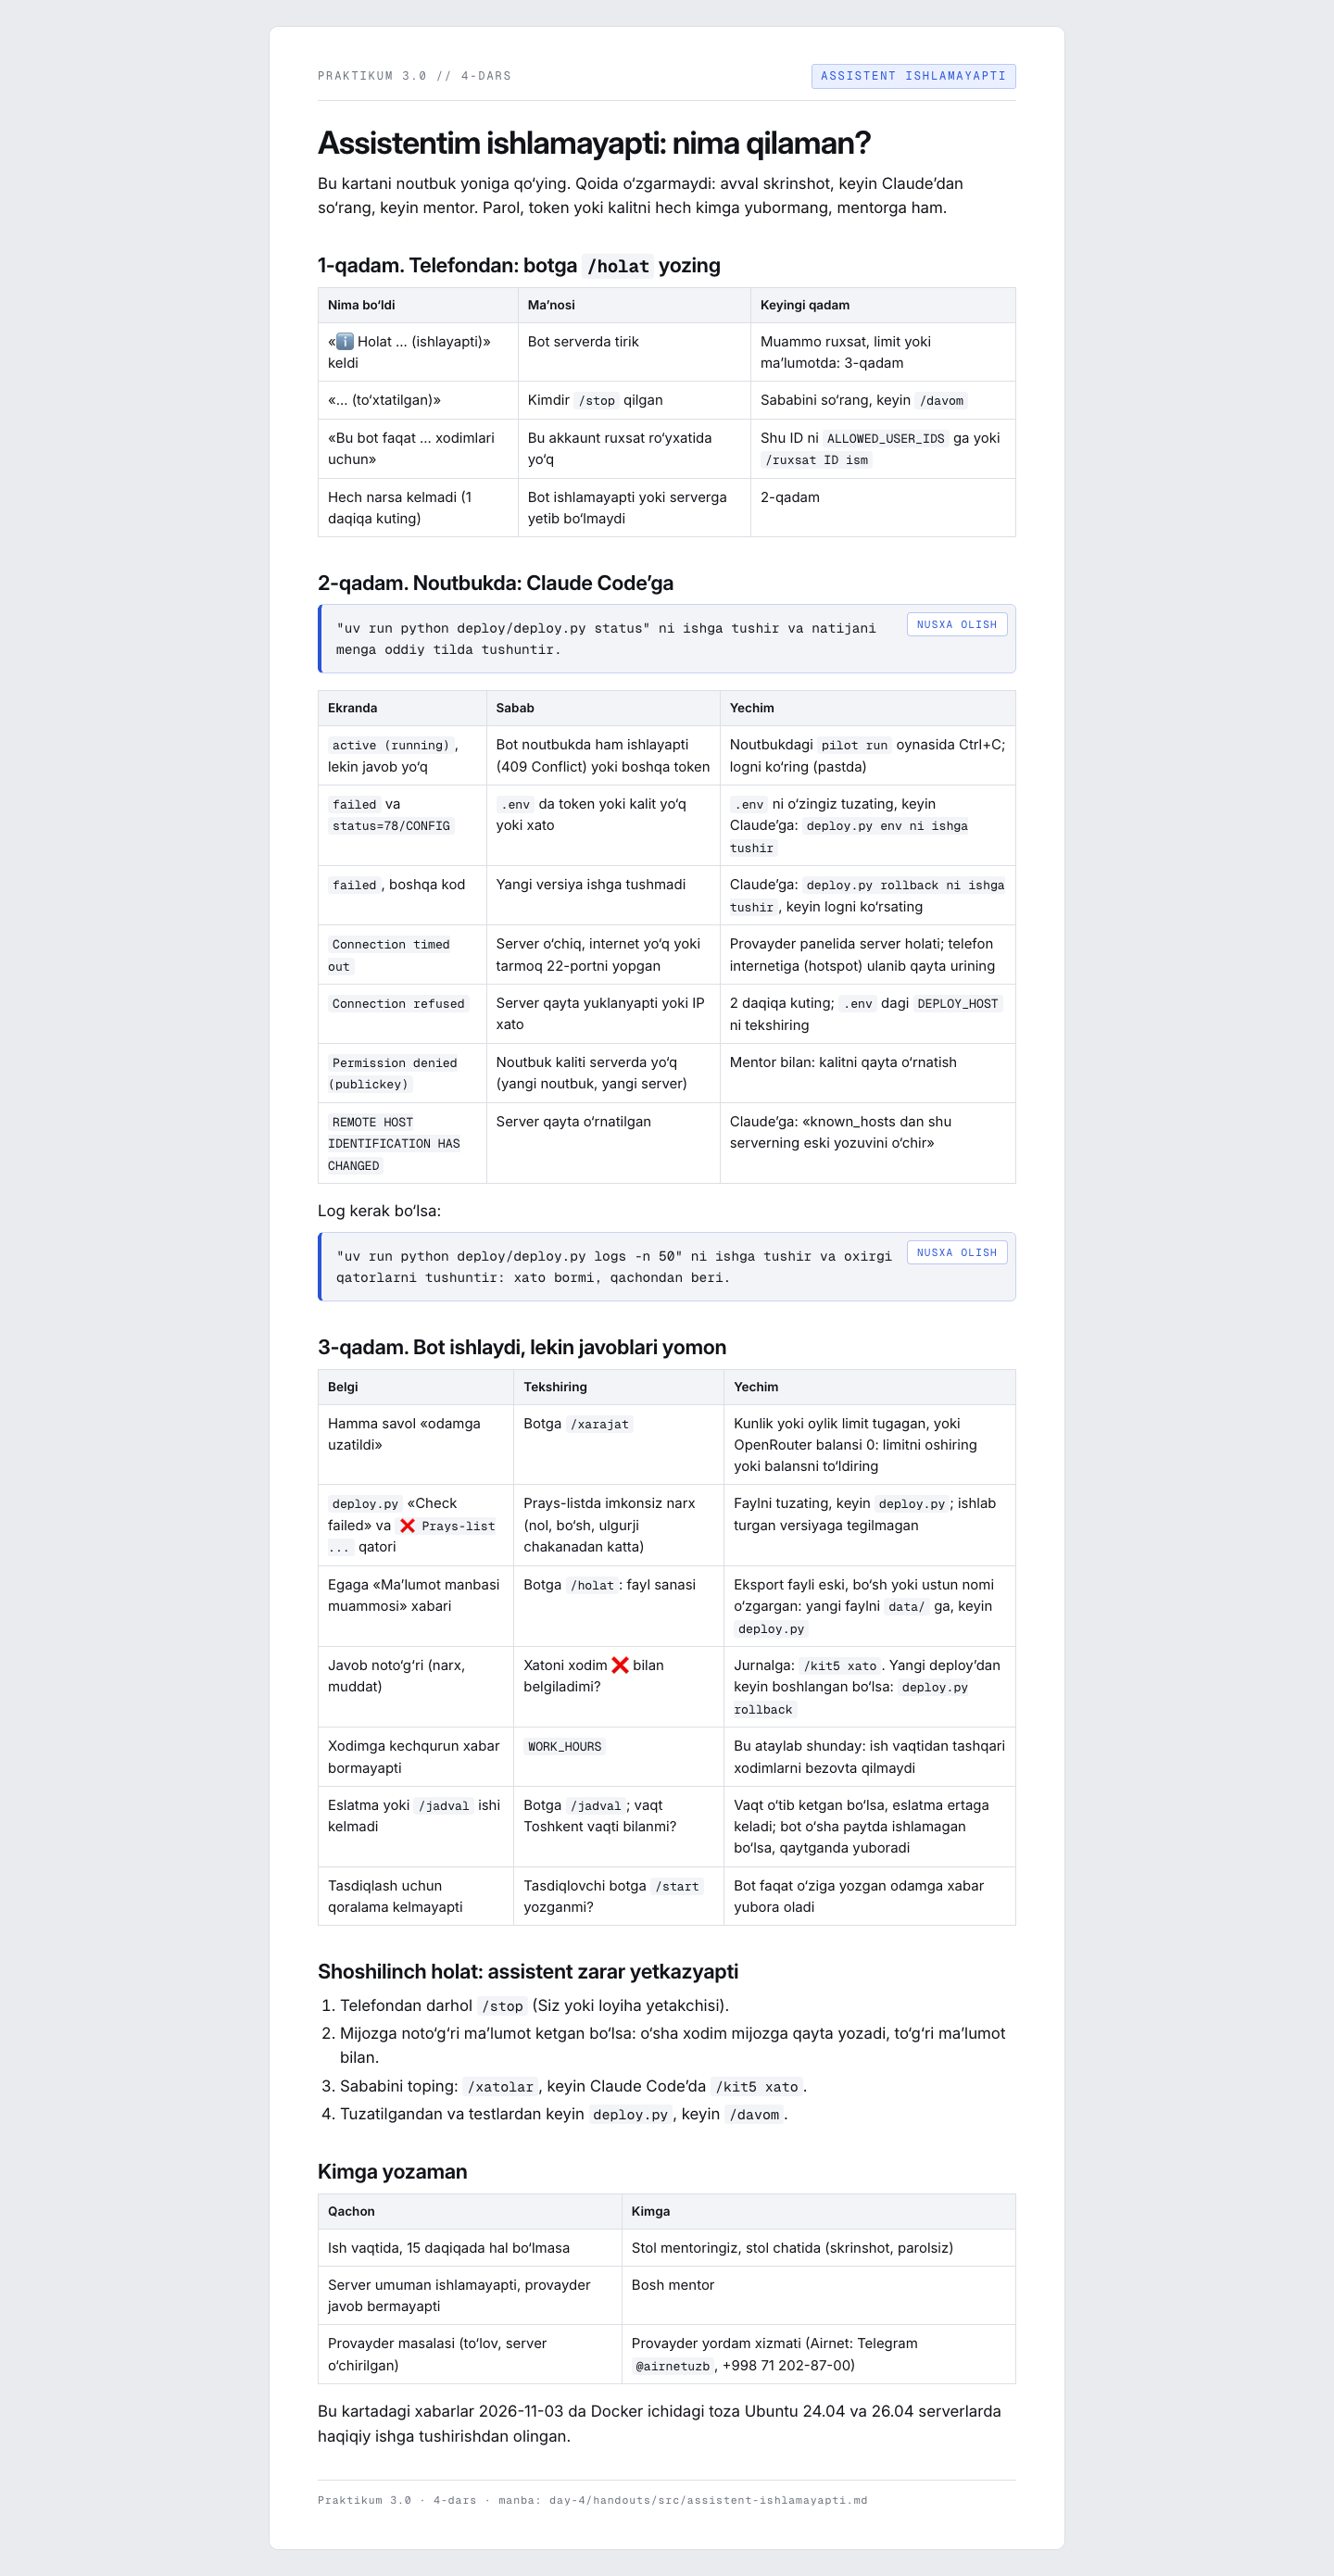 PRAKTIKUM 3.0 // 4-DARS
ASSISTENT ISHLAMAYAPTI
Assistentim ishlamayapti: nima qilaman?
Bu kartani noutbuk yoniga qo‘ying. Qoida o‘zgarmaydi: avval skrinshot, keyin Claude’dan
so‘rang, keyin mentor. Parol, token yoki kalitni hech kimga yubormang, mentorga ham.
1-qadam. Telefondan: botga /holat yozing
Nima bo‘ldi
Ma’nosi
Keyingi qadam
«ℹ️ Holat ... (ishlayapti)»
keldi
Bot serverda tirik
Muammo ruxsat, limit yoki
ma’lumotda: 3-qadam
«... (to‘xtatilgan)»
Kimdir /stop qilgan
Sababini so‘rang, keyin /davom
«Bu bot faqat ... xodimlari
uchun»
Bu akkaunt ruxsat ro‘yxatida
yo‘q
Shu ID ni ALLOWED_USER_IDS ga yoki
/ruxsat ID ism
Hech narsa kelmadi (1
daqiqa kuting)
Bot ishlamayapti yoki serverga
yetib bo‘lmaydi
2-qadam
2-qadam. Noutbukda: Claude Code’ga
"uv run python deploy/deploy.py status" ni ishga tushir va natijani
menga oddiy tilda tushuntir.
NUSXA OLISH
Ekranda
Sabab
Yechim
active (running),
lekin javob yo‘q
Bot noutbukda ham ishlayapti
(409 Conflict) yoki boshqa token
Noutbukdagi pilot run oynasida Ctrl+C;
logni ko‘ring (pastda)
failed va
status=78/CONFIG
.env da token yoki kalit yo‘q
yoki xato
.env ni o‘zingiz tuzating, keyin
Claude’ga: deploy.py env ni ishga
tushir
failed, boshqa kod
Yangi versiya ishga tushmadi
Claude’ga: deploy.py rollback ni ishga
tushir, keyin logni ko‘rsating
Connection timed
out
Server o‘chiq, internet yo‘q yoki
tarmoq 22-portni yopgan
Provayder panelida server holati; telefon
internetiga (hotspot) ulanib qayta urining
Connection refused
Server qayta yuklanyapti yoki IP
xato
2 daqiqa kuting; .env dagi DEPLOY_HOST
ni tekshiring
Permission denied
(publickey)
Noutbuk kaliti serverda yo‘q
(yangi noutbuk, yangi server)
Mentor bilan: kalitni qayta o‘rnatish
REMOTE HOST
IDENTIFICATION HAS
CHANGED
Server qayta o‘rnatilgan
Claude’ga: «known_hosts dan shu
serverning eski yozuvini o‘chir»
Log kerak bo‘lsa:
"uv run python deploy/deploy.py logs -n 50" ni ishga tushir va oxirgi
qatorlarni tushuntir: xato bormi, qachondan beri.
NUSXA OLISH
3-qadam. Bot ishlaydi, lekin javoblari yomon
Belgi
Tekshiring
Yechim
Hamma savol «odamga
uzatildi»
Botga /xarajat
Kunlik yoki oylik limit tugagan, yoki
OpenRouter balansi 0: limitni oshiring
yoki balansni to‘ldiring
deploy.py «Check
failed» va ❌ Prays-list
... qatori
Prays-listda imkonsiz narx
(nol, bo‘sh, ulgurji
chakanadan katta)
Faylni tuzating, keyin deploy.py; ishlab
turgan versiyaga tegilmagan
Egaga «Ma’lumot manbasi
muammosi» xabari
Botga /holat: fayl sanasi
Eksport fayli eski, bo‘sh yoki ustun nomi
o‘zgargan: yangi faylni data/ ga, keyin
deploy.py
Javob noto‘g‘ri (narx,
muddat)
Xatoni xodim ❌ bilan
belgiladimi?
Jurnalga: /kit5 xato. Yangi deploy’dan
keyin boshlangan bo‘lsa: deploy.py
rollback
Xodimga kechqurun xabar
bormayapti
WORK_HOURS
Bu ataylab shunday: ish vaqtidan tashqari
xodimlarni bezovta qilmaydi
Eslatma yoki /jadval ishi
kelmadi
Botga /jadval; vaqt
Toshkent vaqti bilanmi?
Vaqt o‘tib ketgan bo‘lsa, eslatma ertaga
keladi; bot o‘sha paytda ishlamagan
bo‘lsa, qaytganda yuboradi
Tasdiqlash uchun
qoralama kelmayapti
Tasdiqlovchi botga /start
yozganmi?
Bot faqat o‘ziga yozgan odamga xabar
yubora oladi
Shoshilinch holat: assistent zarar yetkazyapti
1. Telefondan darhol /stop (Siz yoki loyiha yetakchisi).
2. Mijozga noto‘g‘ri ma’lumot ketgan bo‘lsa: o‘sha xodim mijozga qayta yozadi, to‘g‘ri ma’lumot
bilan.
3. Sababini toping: /xatolar, keyin Claude Code’da /kit5 xato.
4. Tuzatilgandan va testlardan keyin deploy.py, keyin /davom.
Kimga yozaman
Qachon
Kimga
Ish vaqtida, 15 daqiqada hal bo‘lmasa
Stol mentoringiz, stol chatida (skrinshot, parolsiz)
Server umuman ishlamayapti, provayder
javob bermayapti
Bosh mentor
Provayder masalasi (to‘lov, server
o‘chirilgan)
Provayder yordam xizmati (Airnet: Telegram
@airnetuzb, +998 71 202-87-00)
Bu kartadagi xabarlar 2026-11-03 da Docker ichidagi toza Ubuntu 24.04 va 26.04 serverlarda
haqiqiy ishga tushirishdan olingan.
Praktikum 3.0 · 4-dars · manba: day-4/handouts/src/assistent-ishlamayapti.md